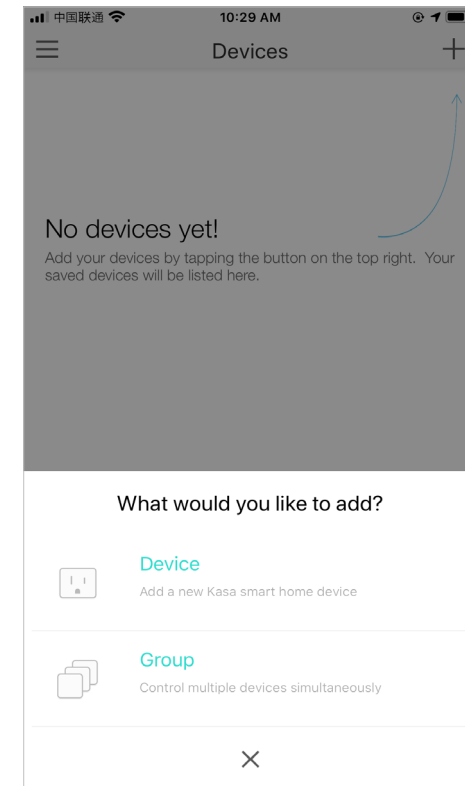 中国联通 10:29 AM
Devices
No devices yet!
Add your devices by tapping the button on the top right. Your
saved devices will be listed here.
What would you like to add?
Device
Add a new Kasa smart home device
Group
Control multiple devices simultaneously